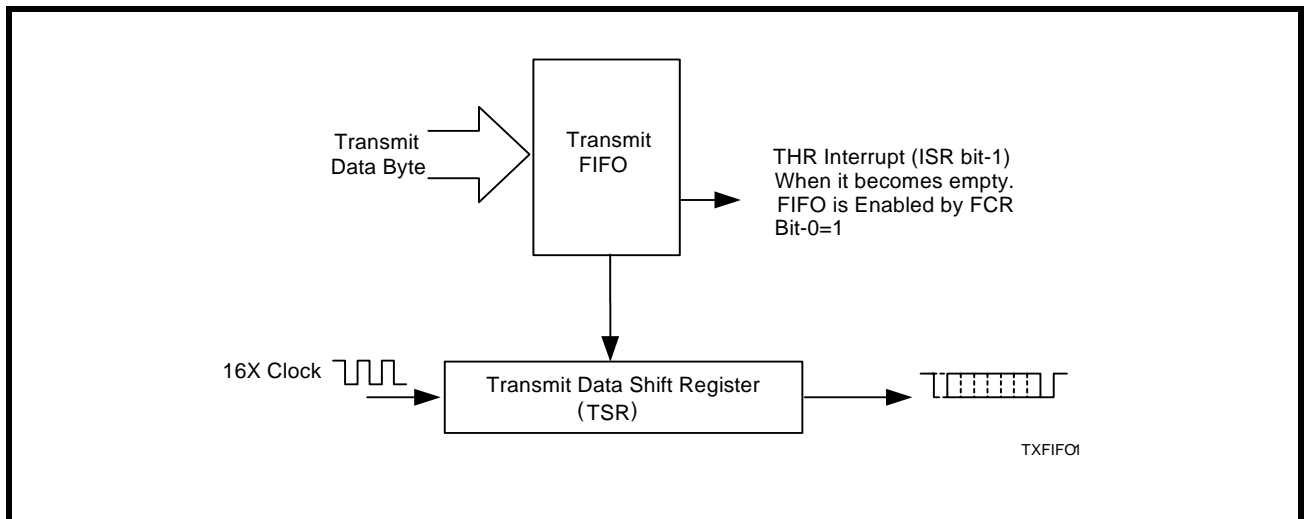 Transmit
Data Byte
Transmit
FIFO
THR Interrupt (ISR bit-1)
When it becomes empty.
FIFO is Enabled by FCR
Bit-0=1
16X Clock
Transmit Data Shift Register
(TSR)
TXFIFO1